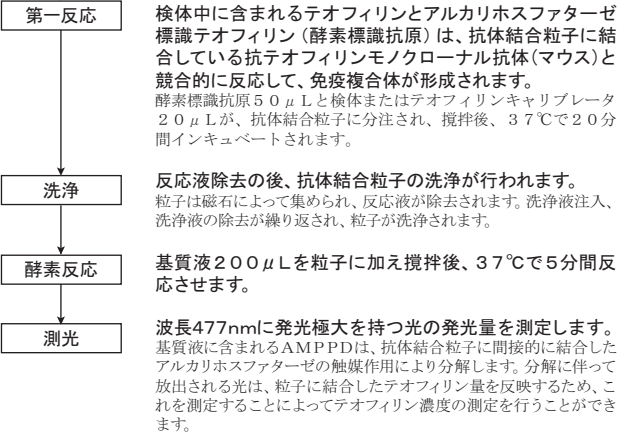 第一反応
検体中に含まれるテオフィリンとアルカリホスファターゼ
標識テオフィリン（酵素標識抗原）は、抗体結合粒子に結
合している抗テオフィリンモノクローナル抗体（マウス）と
競合的に反応して、免疫複合体が形成されます。
酵素標識抗原５０μＬと検体またはテオフィリンキャリブレータ
２０μＬが、抗体結合粒子に分注され、撹拌後、３７℃で２０分
間インキュベートされます。
洗浄
反応液除去の後、抗体結合粒子の洗浄が行われます。
粒子は磁石によって集められ、反応液が除去されます。洗浄液注入、
洗浄液の除去が繰り返され、粒子が洗浄されます。
酵素反応
基質液２００μＬを粒子に加え撹拌後、３７℃で５分間反
応させます。
測光
波長477nmに発光極大を持つ光の発光量を測定します。
基質液に含まれるＡＭＰＰＤは、抗体結合粒子に間接的に結合した
アルカリホスファターゼの触媒作用により分解します。分解に伴って
放出される光は、粒子に結合したテオフィリン量を反映するため、こ
れを測定することによってテオフィリン濃度の測定を行うことができ
ます。